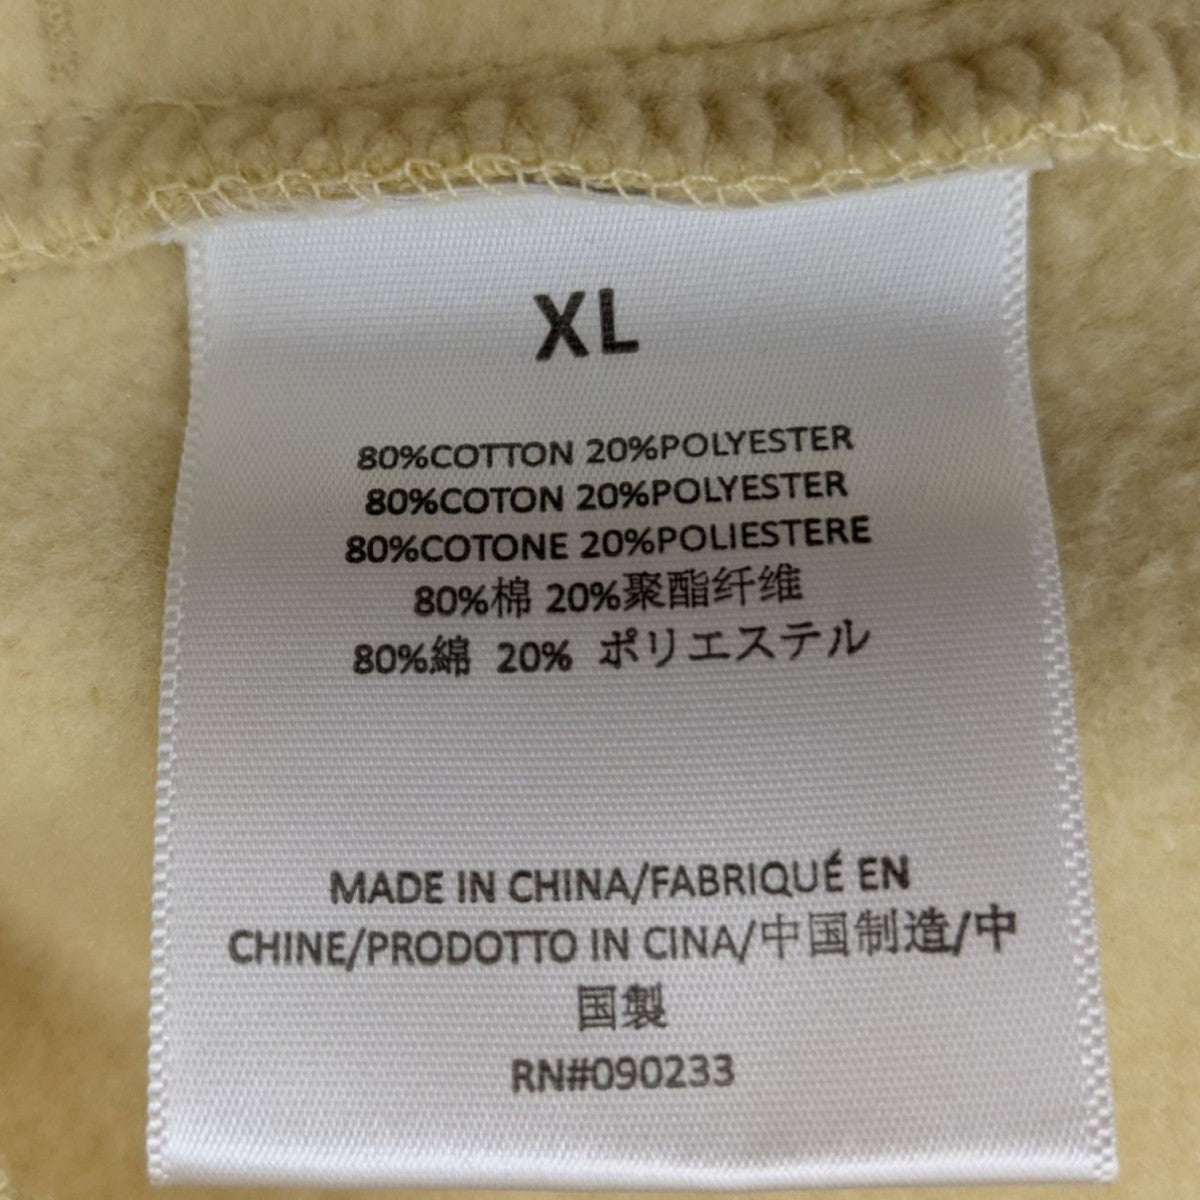 XL
80%COTTON 20%POLYESTER
80%COTON 20%POLYESTER
80%COTONE 20%POLIESTERE
80%棉 20%聚酯纤维
80%綿 20% ポリエステル
MADE IN CHINA/FABRIQUÉ EN
CHINE/PRODOTTO IN CINA/中国制造/中
国製
RN#090233